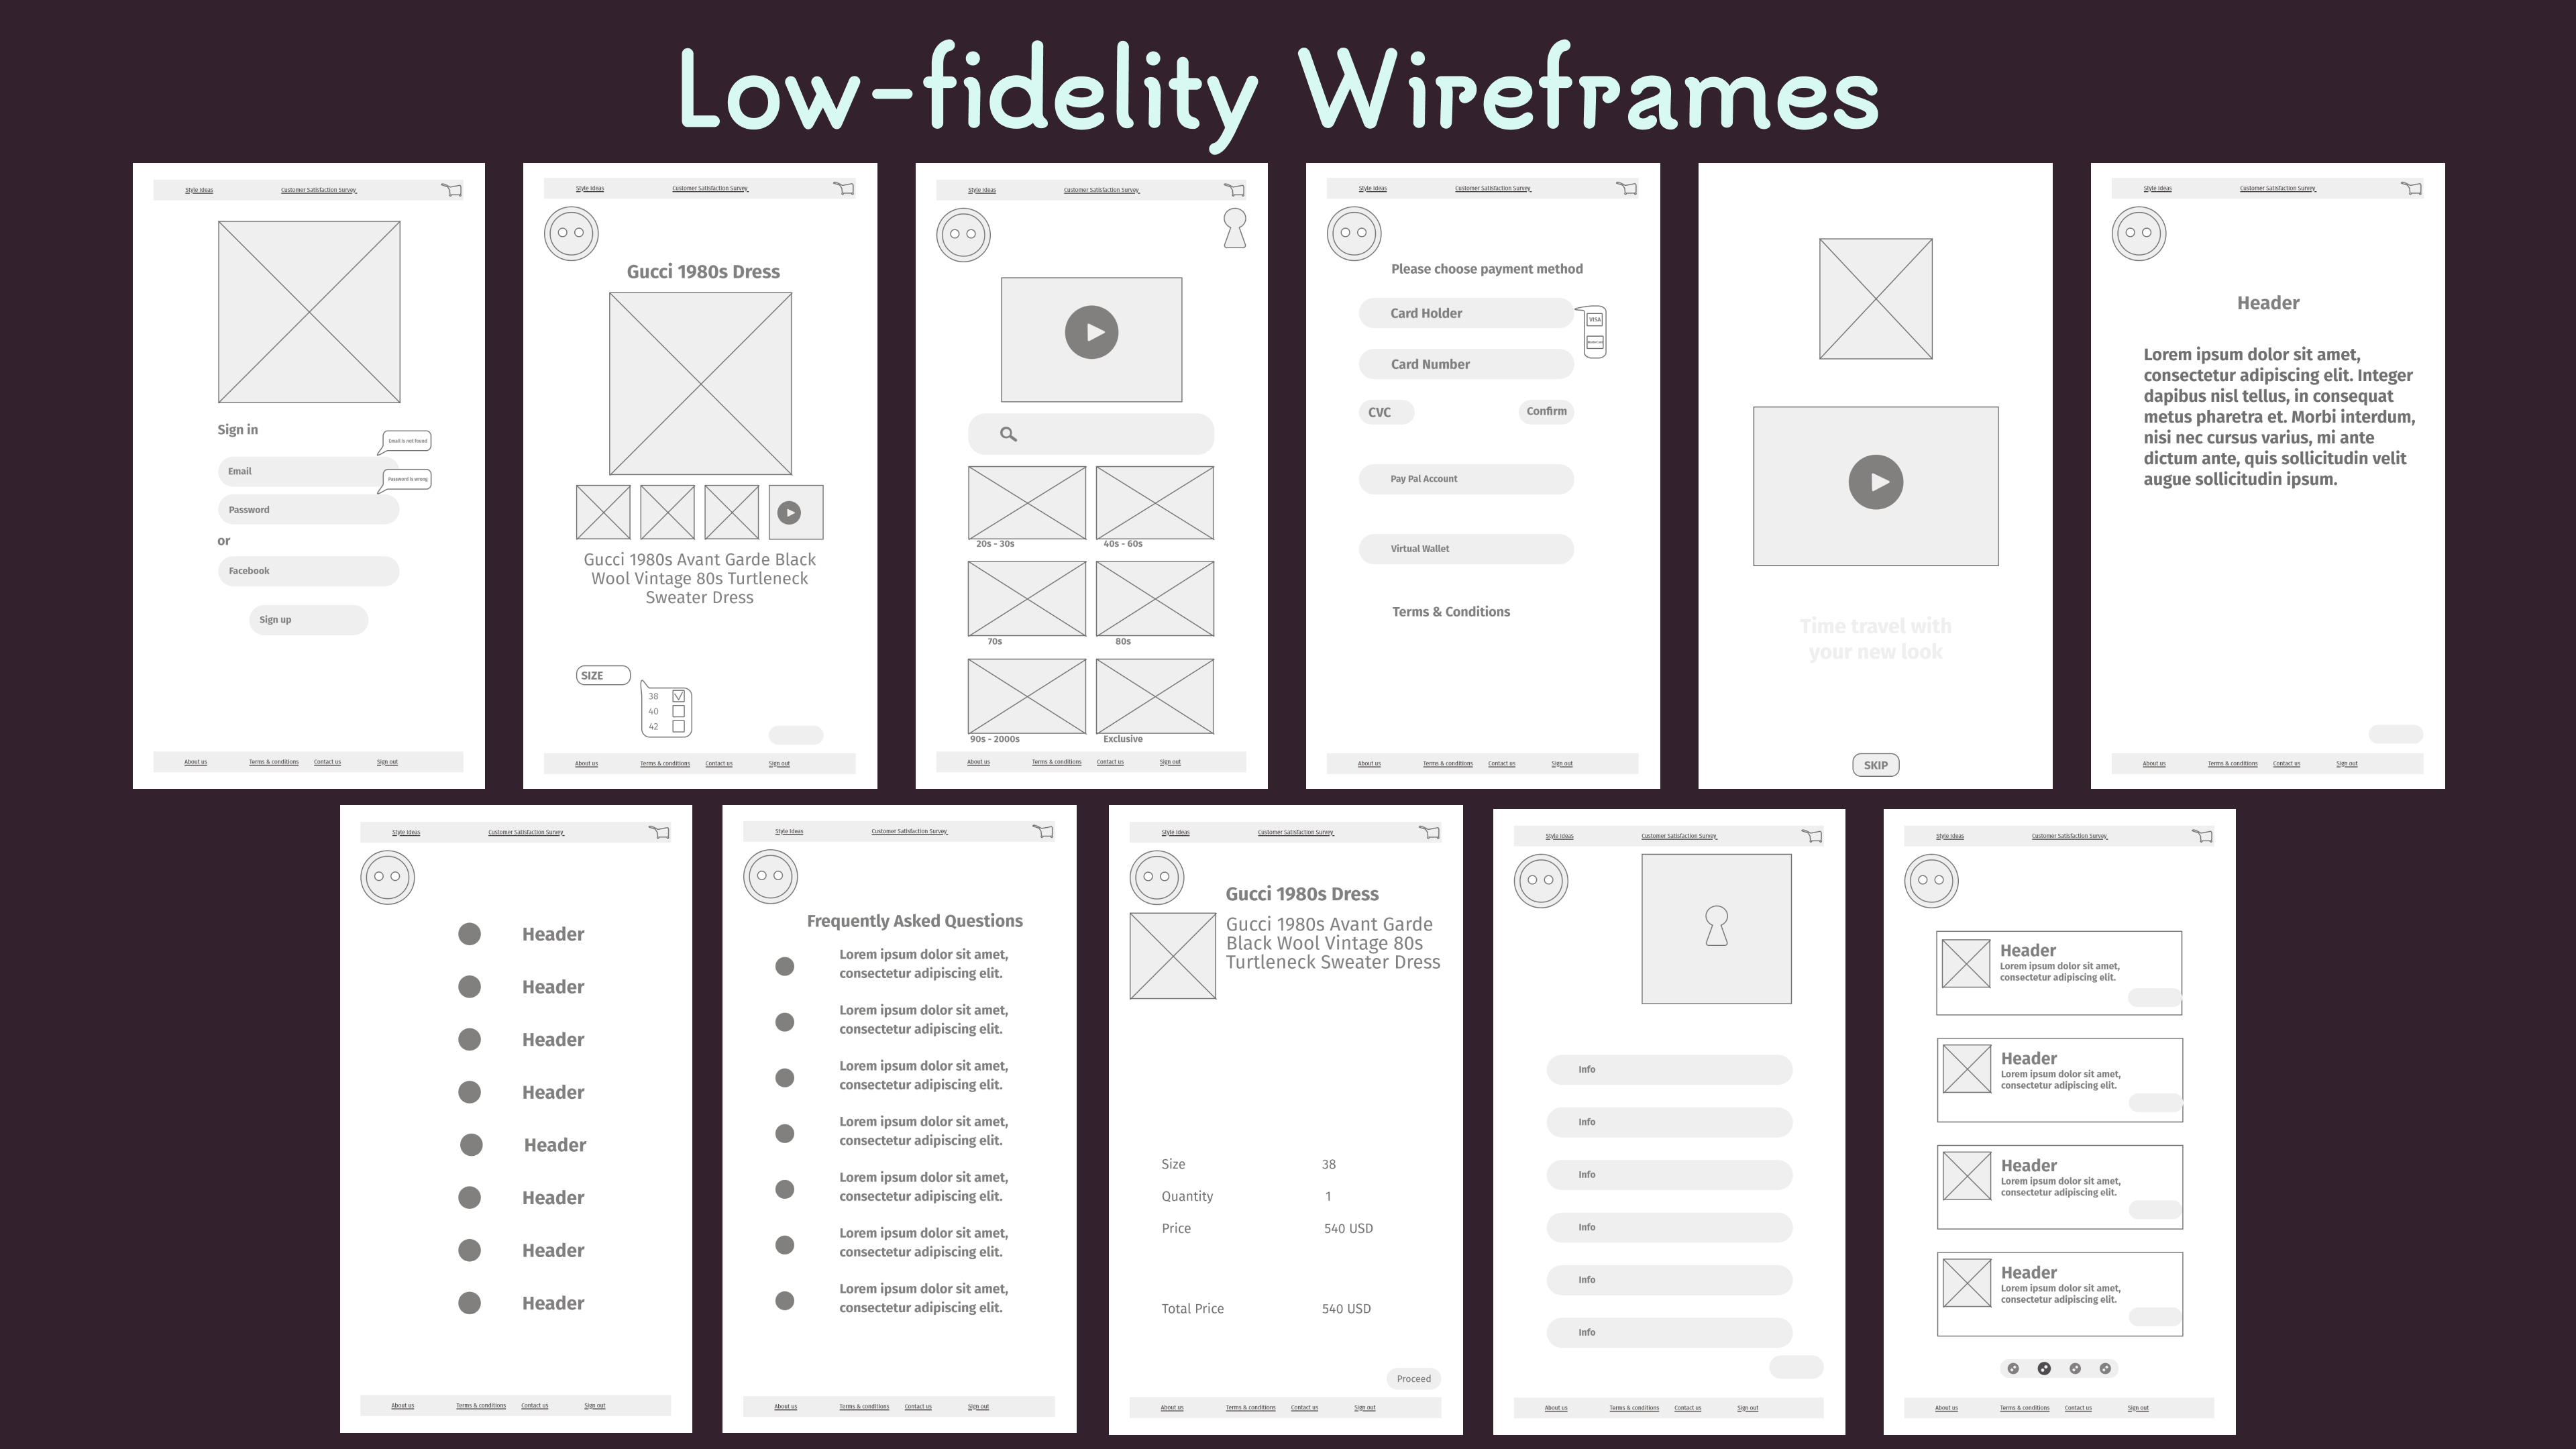 Low-fidelity Wireframes
Style Ideas Customer Satisfaction Survey
Sign in
Email is not found
Email
Password is wrong
Password
or
Facebook
Sign up
About us Terms & conditions Contact us Sign out
Style Ideas Customer Satisfaction Survey
Gucci 1980s Dress
Gucci 1980s Avant Garde Black
Wool Vintage 80s Turtleneck
Sweater Dress
SIZE
38
40
42
About us Terms & conditions Contact us Sign out
Style Ideas Customer Satisfaction Survey
20s - 30s 40s - 60s
70s 80s
90s - 2000s Exclusive
About us Terms & conditions Contact us Sign out
Style Ideas Customer Satisfaction Survey
Please choose payment method
Card Holder
VISA
Card Number
CVC Confirm
Pay Pal Account
Virtual Wallet
Terms & Conditions
About us Terms & conditions Contact us Sign out
Time travel with
your new look
SKIP
Style Ideas Customer Satisfaction Survey
Header
Lorem ipsum dolor sit amet,
consectetur adipiscing elit. Integer
dapibus nisl tellus, in consequat
metus pharetra et. Morbi interdum,
nisi nec cursus varius, mi ante
dictum ante, quis sollicitudin velit
augue sollicitudin ipsum.
About us Terms & conditions Contact us Sign out
Style Ideas Customer Satisfaction Survey
Header
Header
Header
Header
Header
Header
Header
Header
About us Terms & conditions Contact us Sign out
Style Ideas Customer Satisfaction Survey
Frequently Asked Questions
Lorem ipsum dolor sit amet,
consectetur adipiscing elit.
Lorem ipsum dolor sit amet,
consectetur adipiscing elit.
Lorem ipsum dolor sit amet,
consectetur adipiscing elit.
Lorem ipsum dolor sit amet,
consectetur adipiscing elit.
Lorem ipsum dolor sit amet,
consectetur adipiscing elit.
Lorem ipsum dolor sit amet,
consectetur adipiscing elit.
Lorem ipsum dolor sit amet,
consectetur adipiscing elit.
About us Terms & conditions Contact us Sign out
Style Ideas Customer Satisfaction Survey
Gucci 1980s Dress
Gucci 1980s Avant Garde
Black Wool Vintage 80s
Turtleneck Sweater Dress
Size 38
Quantity 1
Price 540 USD
Total Price 540 USD
Proceed
About us Terms & conditions Contact us Sign out
Style Ideas Customer Satisfaction Survey
Info
Info
Info
Info
Info
Info
About us Terms & conditions Contact us Sign out
Style Ideas Customer Satisfaction Survey
Header
Lorem ipsum dolor sit amet,
consectetur adipiscing elit.
Header
Lorem ipsum dolor sit amet,
consectetur adipiscing elit.
Header
Lorem ipsum dolor sit amet,
consectetur adipiscing elit.
Header
Lorem ipsum dolor sit amet,
consectetur adipiscing elit.
About us Terms & conditions Contact us Sign out